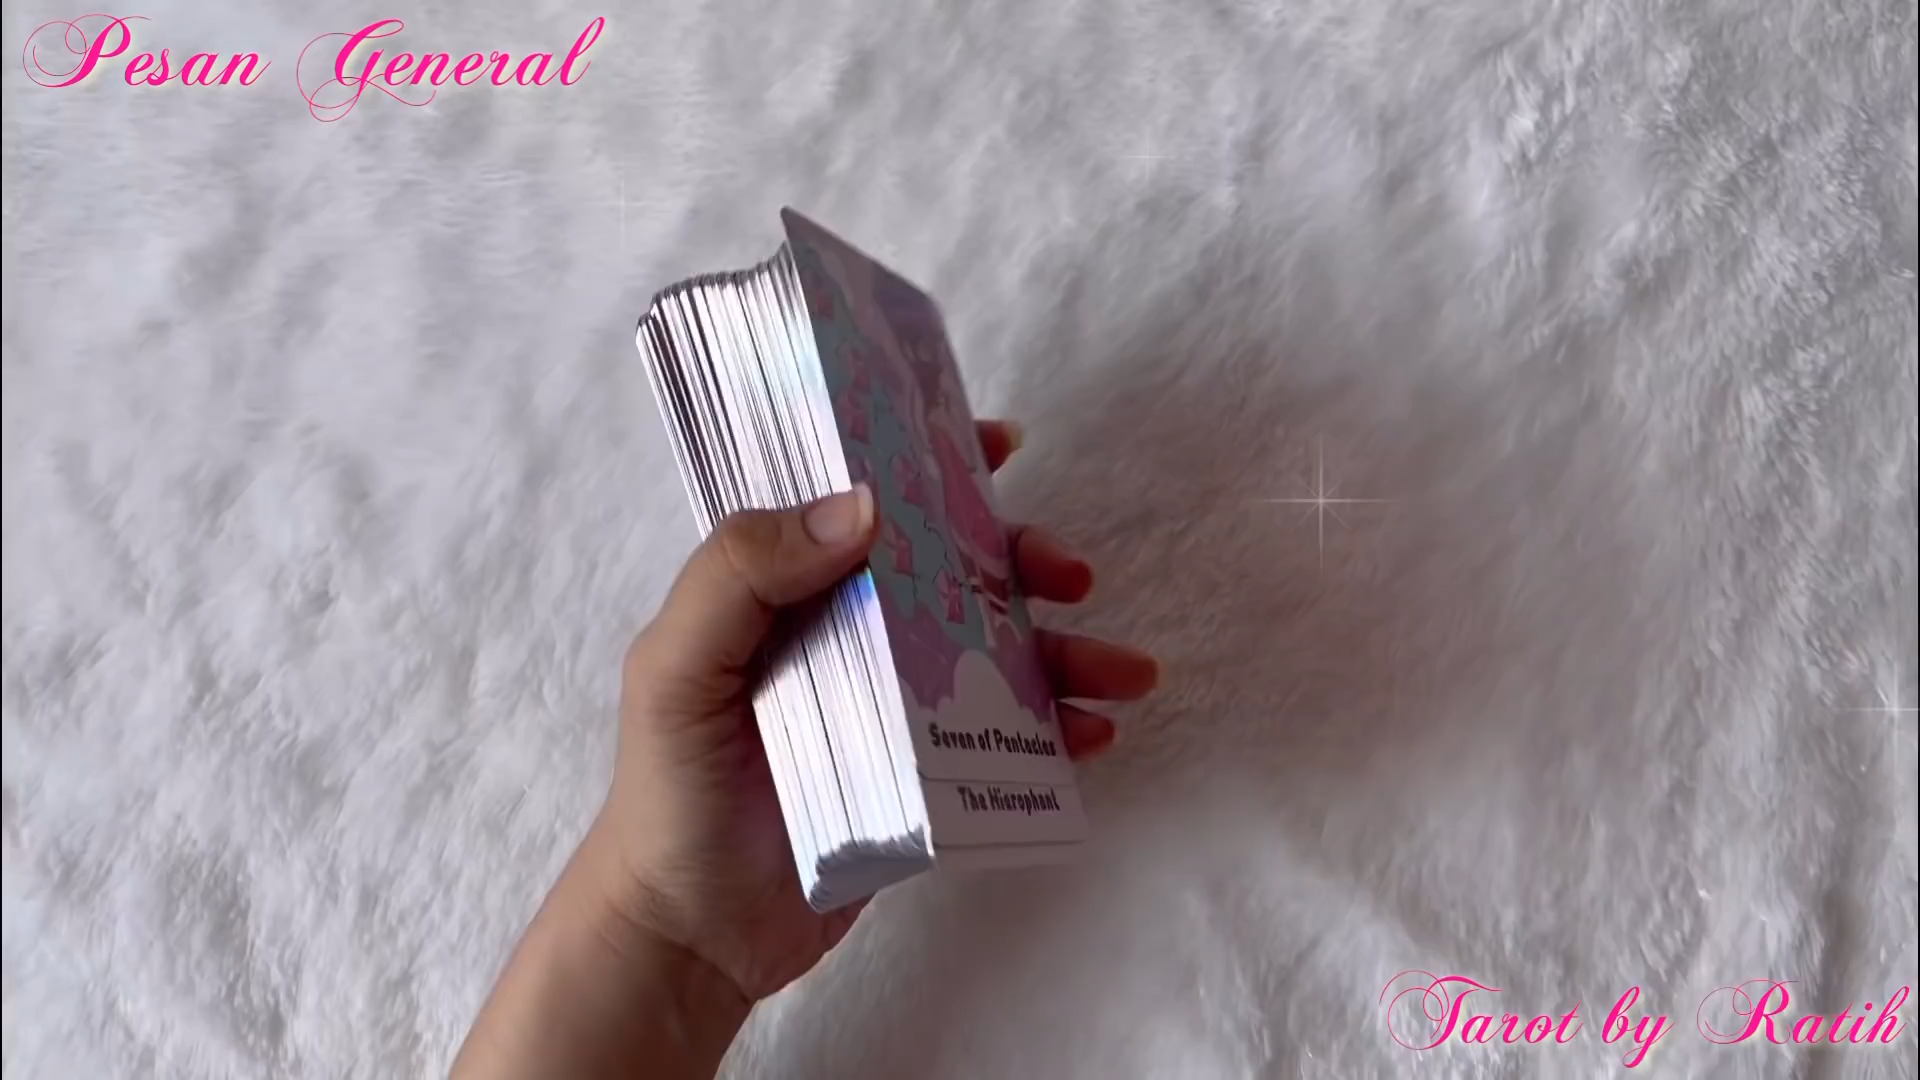 Pesan General
Seven of Pentacles
The Hierophant
Tarot by Ratih